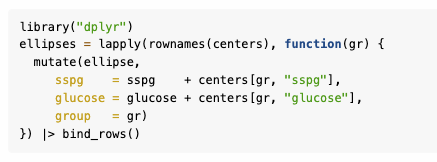 library("dplyr")
ellipses = lapply(rownames(centers), function(gr) {
  mutate(ellipse,
     sspg    = sspg    + centers[gr, "sspg"],
     glucose = glucose + centers[gr, "glucose"],
     group   = gr)
}) |> bind_rows()